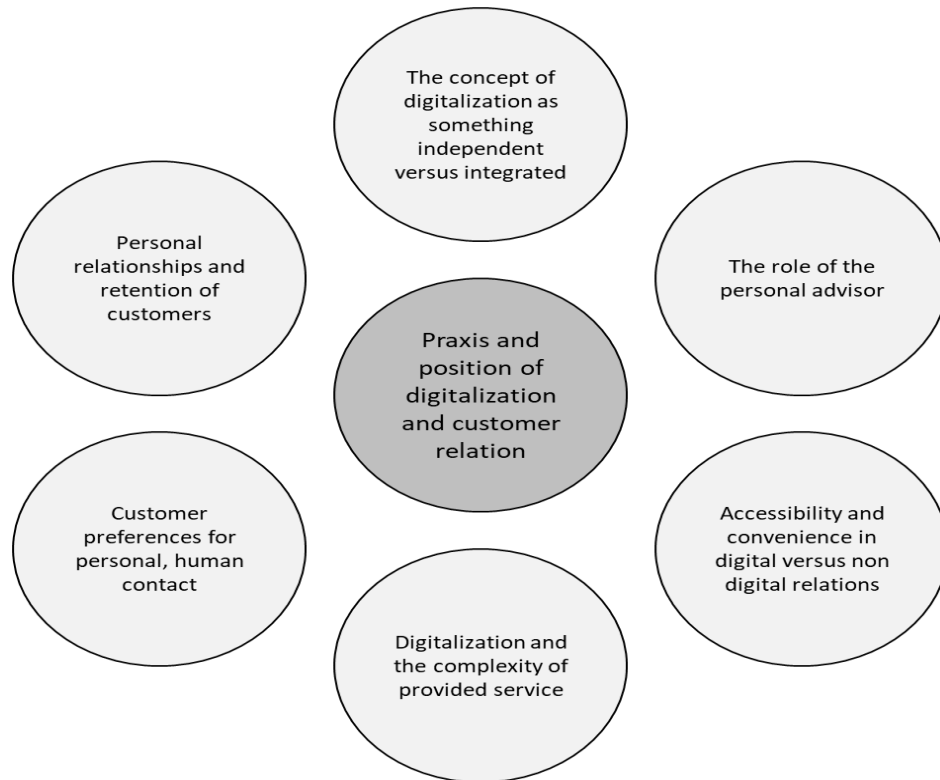 The concept of
digitalization as
something
independent
versus integrated
Personal
relationships and
retention of
customers
The role of the
personal advisor
Praxis and
position of
digitalization
and customer
relation
Customer
preferences for
personal, human
contact
Accessibility and
convenience in
digital versus non
digital relations
Digitalization and
the complexity of
provided service